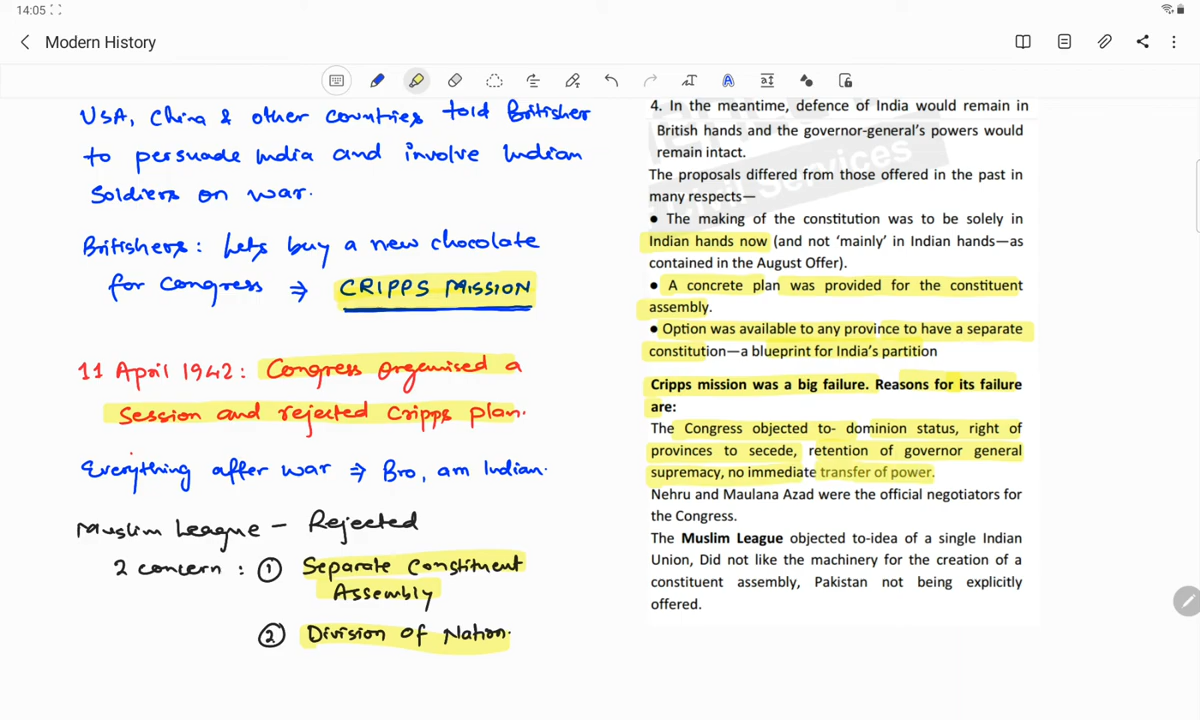 14:05
Modern History
USA, China & other countries told Britisher
to persuade India and involve Indian
Soldiers on war.
Britishers: Lets buy a new chocolate
for Congress ⇒ CRIPPS MISSION
11 April 1942: Congress organised a
Session and rejected Cripps plan.
Everything after war ⇒ Bro, am Indian.
Muslim League - Rejected
2 concern: ① Separate Constituent
Assembly
② Division of Nation.
4. In the meantime, defence of India would remain in
British hands and the governor-general's powers would
remain intact.
The proposals differed from those offered in the past in
many respects—
● The making of the constitution was to be solely in
Indian hands now (and not 'mainly' in Indian hands—as
contained in the August Offer).
● A concrete plan was provided for the constituent
assembly.
● Option was available to any province to have a separate
constitution—a blueprint for India's partition
Cripps mission was a big failure. Reasons for its failure
are:
The Congress objected to- dominion status, right of
provinces to secede, retention of governor general
supremacy, no immediate transfer of power.
Nehru and Maulana Azad were the official negotiators for
the Congress.
The Muslim League objected to-idea of a single Indian
Union, Did not like the machinery for the creation of a
constituent assembly, Pakistan not being explicitly
offered.
Civil Services